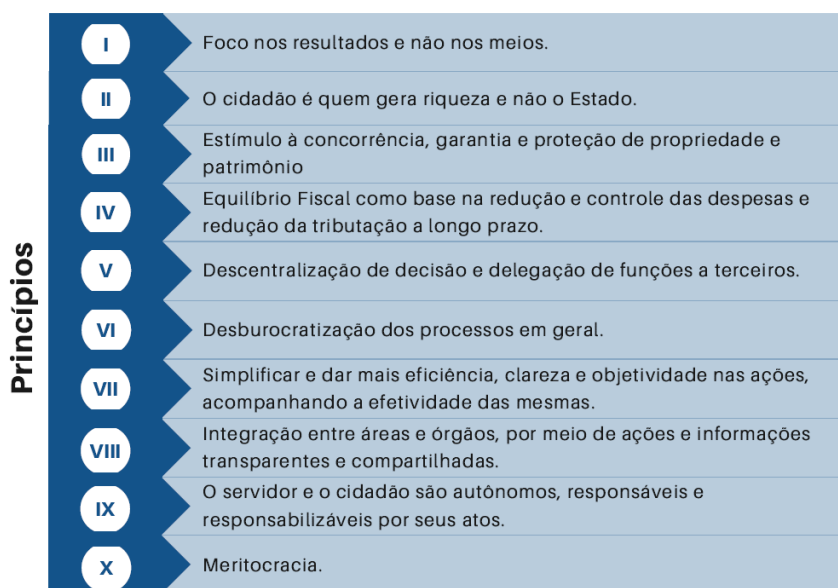 Princípios
I
Foco nos resultados e não nos meios.
II
O cidadão é quem gera riqueza e não o Estado.
III
Estímulo à concorrência, garantia e proteção de propriedade e
patrimônio
IV
Equilíbrio Fiscal como base na redução e controle das despesas e
redução da tributação a longo prazo.
V
Descentralização de decisão e delegação de funções a terceiros.
VI
Desburocratização dos processos em geral.
VII
Simplificar e dar mais eficiência, clareza e objetividade nas ações,
acompanhando a efetividade das mesmas.
VIII
Integração entre áreas e órgãos, por meio de ações e informações
transparentes e compartilhadas.
IX
O servidor e o cidadão são autônomos, responsáveis e
responsabilizáveis por seus atos.
X
Meritocracia.